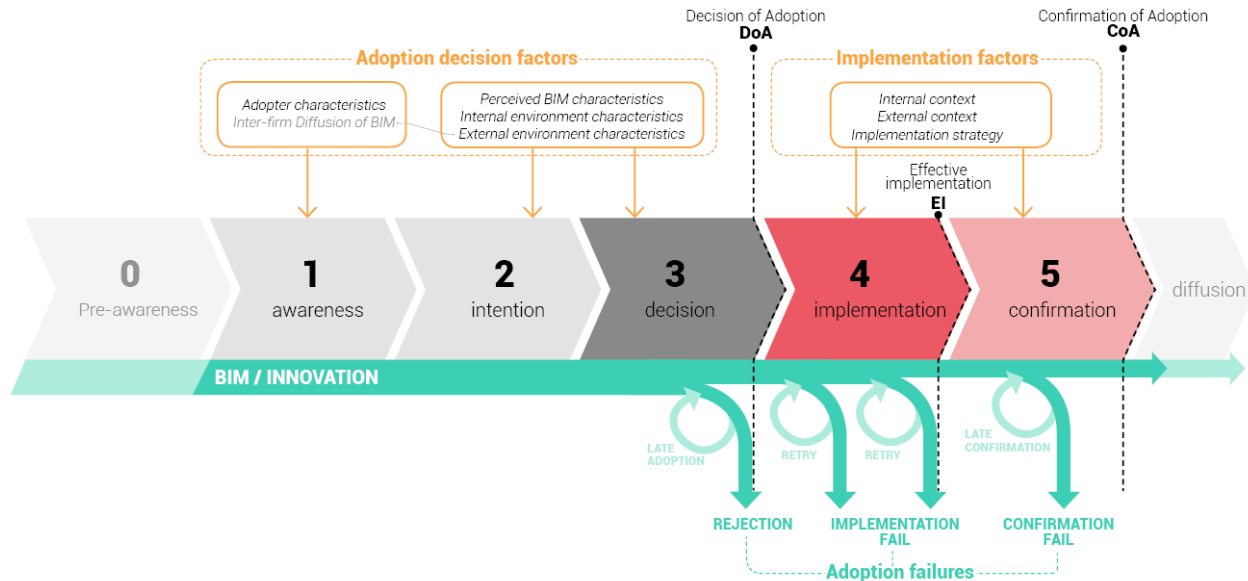 Decision of Adoption
DoA
Confirmation of Adoption
CoA
Adoption decision factors
Implementation factors
Adopter characteristics
Inter-firm Diffusion of BIM
Perceived BIM characteristics
Internal environment characteristics
External environment characteristics
Internal context
External context
Implementation strategy
Effective
implementation
EI
0
Pre-awareness
1
awareness
2
intention
3
decision
4
implementation
5
confirmation
diffusion
BIM / INNOVATION
LATE
ADOPTION
RETRY
RETRY
LATE
CONFIRMATION
REJECTION
IMPLEMENTATION
FAIL
CONFIRMATION
FAIL
Adoption failures